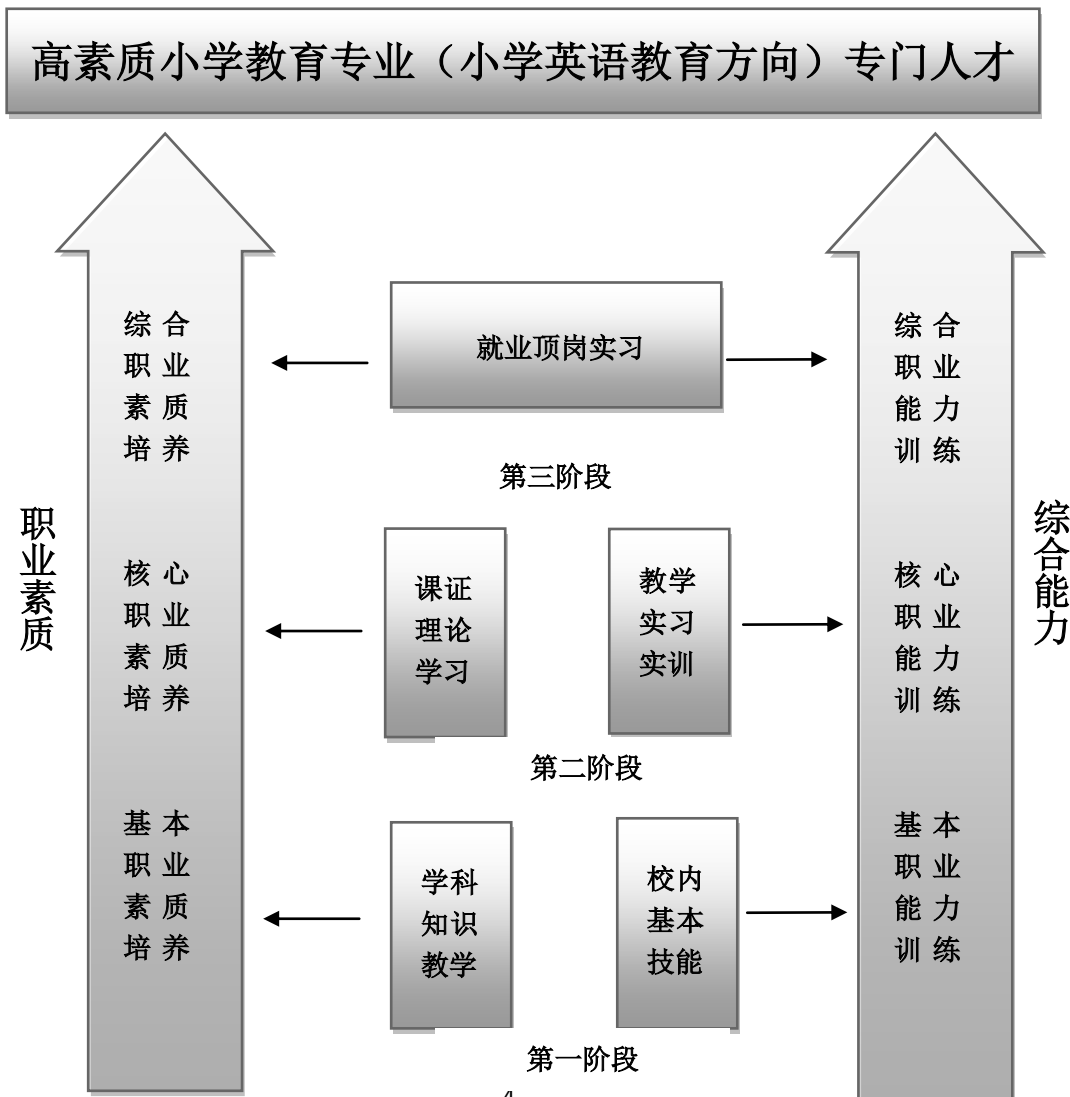 高素质小学教育专业（小学英语教育方向）专门人才
综合
职业
素质
培养
就业顶岗实习
综合
职业
能力
训练
第三阶段
职业素质
核心
职业
素质
培养
课证
理论
学习
教学
实习
实训
核心
职业
能力
训练
综合能力
第二阶段
基本
职业
素质
培养
学科
知识
教学
校内
基本
技能
基本
职业
能力
训练
第一阶段